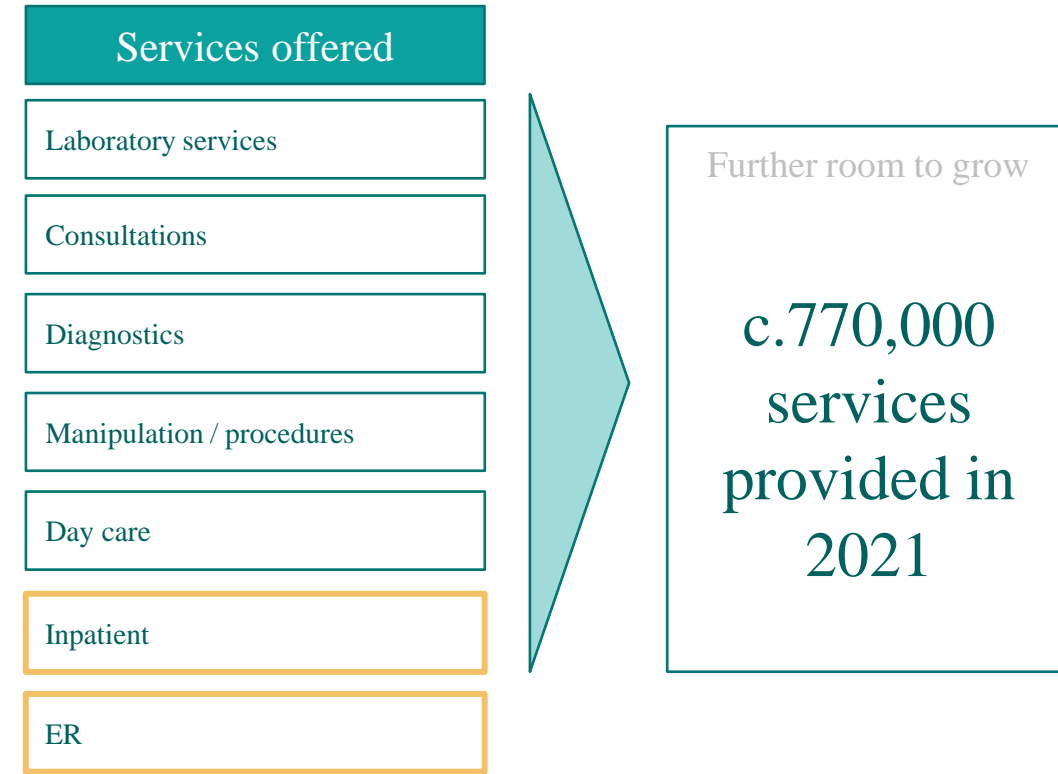 Services offered
Laboratory services
Consultations
Diagnostics
Manipulation / procedures
Day care
Inpatient
ER
Further room to grow
c.770,000
services
provided in
2021